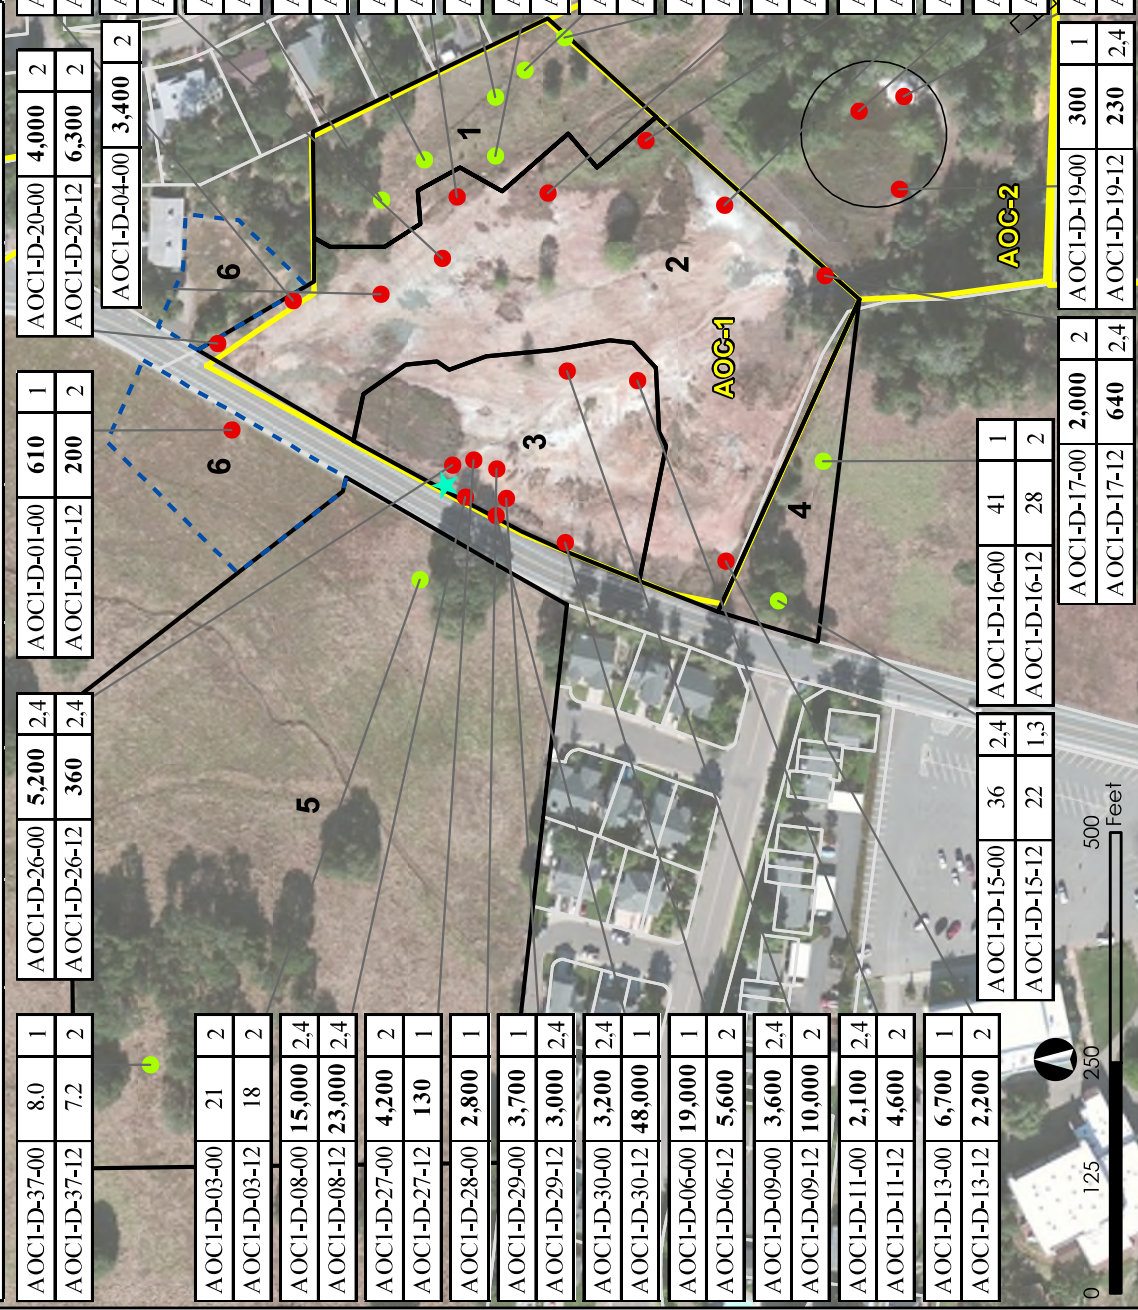 AOC1-D-37-00 8.0 1
AOC1-D-37-12 7.2 2
AOC1-D-26-00 5,200 2,4
AOC1-D-26-12 360 2,4
AOC1-D-01-00 610 1
AOC1-D-01-12 200 2
AOC1-D-20-00 4,000 2
AOC1-D-20-12 6,300 2
AOC1-D-04-00 3,400 2
AOC1-D-03-00 21 2
AOC1-D-03-12 18 2
AOC1-D-08-00 15,000 2,4
AOC1-D-08-12 23,000 2,4
AOC1-D-27-00 4,200 2
AOC1-D-27-12 130 1
AOC1-D-28-00 2,800 1
AOC1-D-29-00 3,700 1
AOC1-D-29-12 3,000 2,4
AOC1-D-30-00 3,200 2,4
AOC1-D-30-12 48,000 1
AOC1-D-06-00 19,000 1
AOC1-D-06-12 5,600 2
AOC1-D-09-00 3,600 2,4
AOC1-D-09-12 10,000 2
AOC1-D-11-00 2,100 2,4
AOC1-D-11-12 4,600 2
AOC1-D-13-00 6,700 1
AOC1-D-13-12 2,200 2
5
6
6
1
2
3
4
AOC-1
AOC-2
AOC1-D-15-00 36 2,4
AOC1-D-15-12 22 1,3
AOC1-D-16-00 41 1
AOC1-D-16-12 28 2
AOC1-D-17-00 2,000 2
AOC1-D-17-12 640 2,4
AOC1-D-19-00 300 1
AOC1-D-19-12 230 2,4
0 125 250 500
Feet